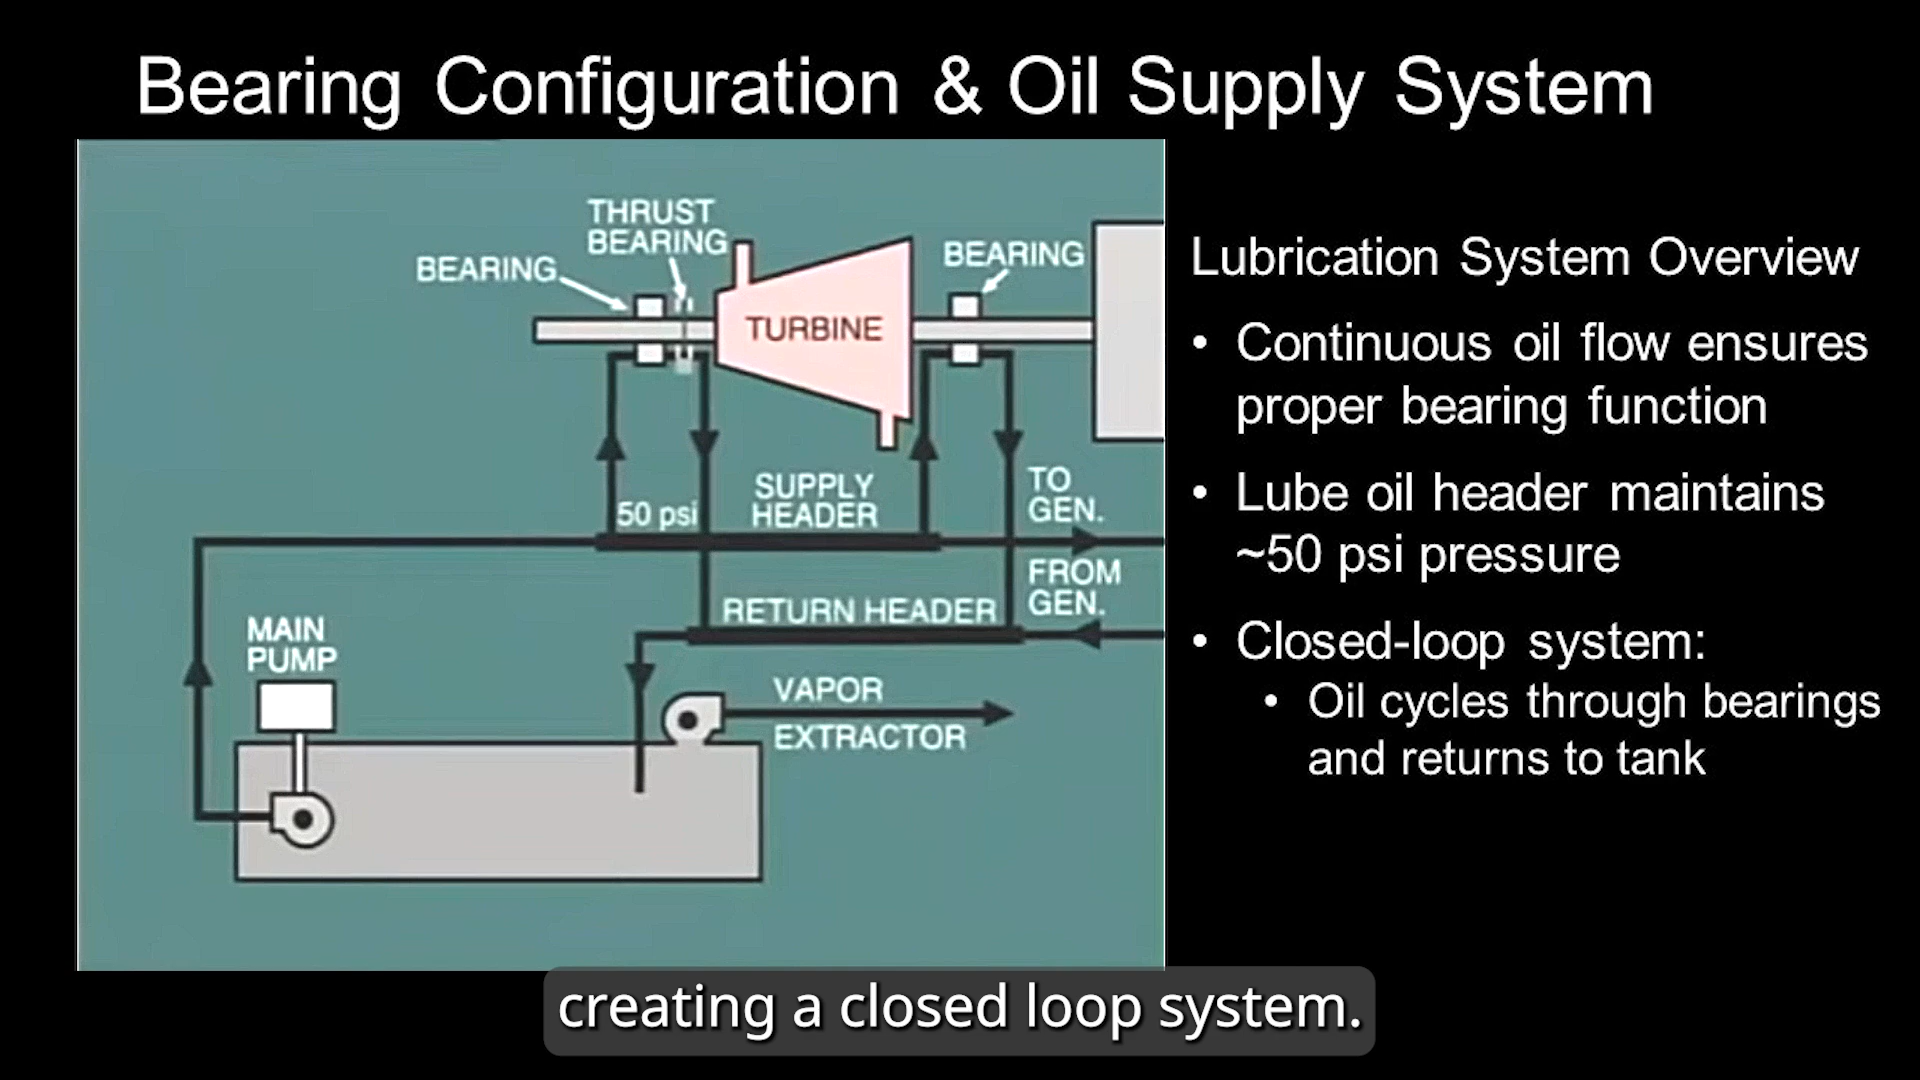 Bearing Configuration & Oil Supply System
THRUST
BEARING
BEARING
BEARING
TURBINE
SUPPLY
HEADER
50 psi
TO
GEN.
FROM
GEN.
RETURN HEADER
MAIN
PUMP
VAPOR
EXTRACTOR
Lubrication System Overview
• Continuous oil flow ensures
proper bearing function
• Lube oil header maintains
~50 psi pressure
• Closed-loop system:
• Oil cycles through bearings
and returns to tank
creating a closed loop system.